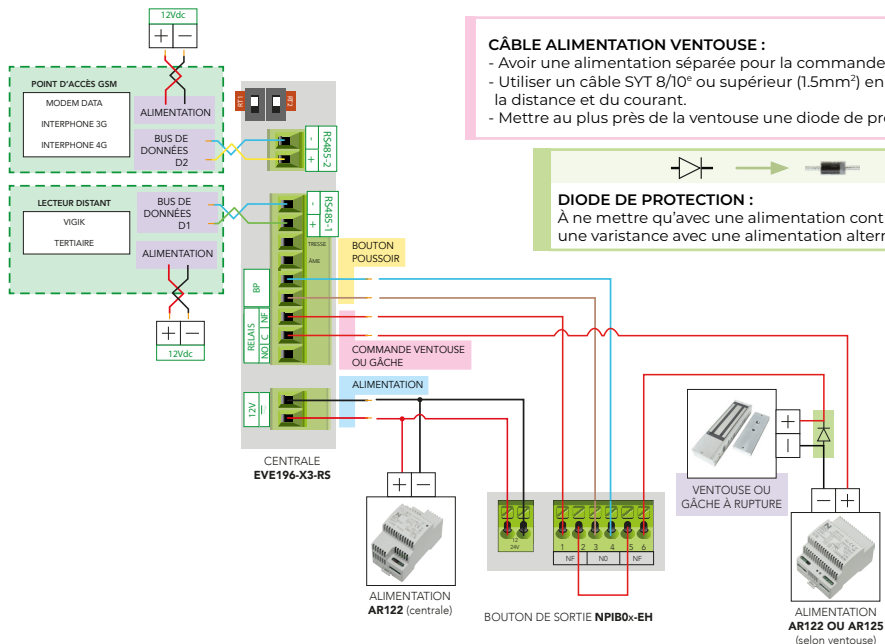 12Vdc
+ −
POINT D'ACCÈS GSM
MODEM DATA
INTERPHONE 3G
INTERPHONE 4G
ALIMENTATION
BUS DE
DONNÉES
D2
LECTEUR DISTANT
VIGIK
TERTIAIRE
BUS DE
DONNÉES
D1
ALIMENTATION
+ −
12Vdc
RT1
RT2
- +
RS485-2
- +
RS485-1
TRESSE
ÂME
BP
RELAIS
NO C NF
12V
BOUTON
POUSSOIR
COMMANDE VENTOUSE
OU GÂCHE
ALIMENTATION
CENTRALE
EVE196-X3-RS
+ −
ALIMENTATION
AR122 (centrale)
12
24V
1 2 3 4 5 6
NF N0 NF
BOUTON DE SORTIE NPIB0x-EH
+
−
VENTOUSE OU
GÂCHE À RUPTURE
− +
ALIMENTATION
AR122 OU AR125
(selon ventouse)
CÂBLE ALIMENTATION VENTOUSE :
- Avoir une alimentation séparée pour la commande
- Utiliser un câble SYT 8/10e ou supérieur (1.5mm²) en
la distance et du courant.
- Mettre au plus près de la ventouse une diode de pro
DIODE DE PROTECTION :
À ne mettre qu'avec une alimentation cont
une varistance avec une alimentation altern